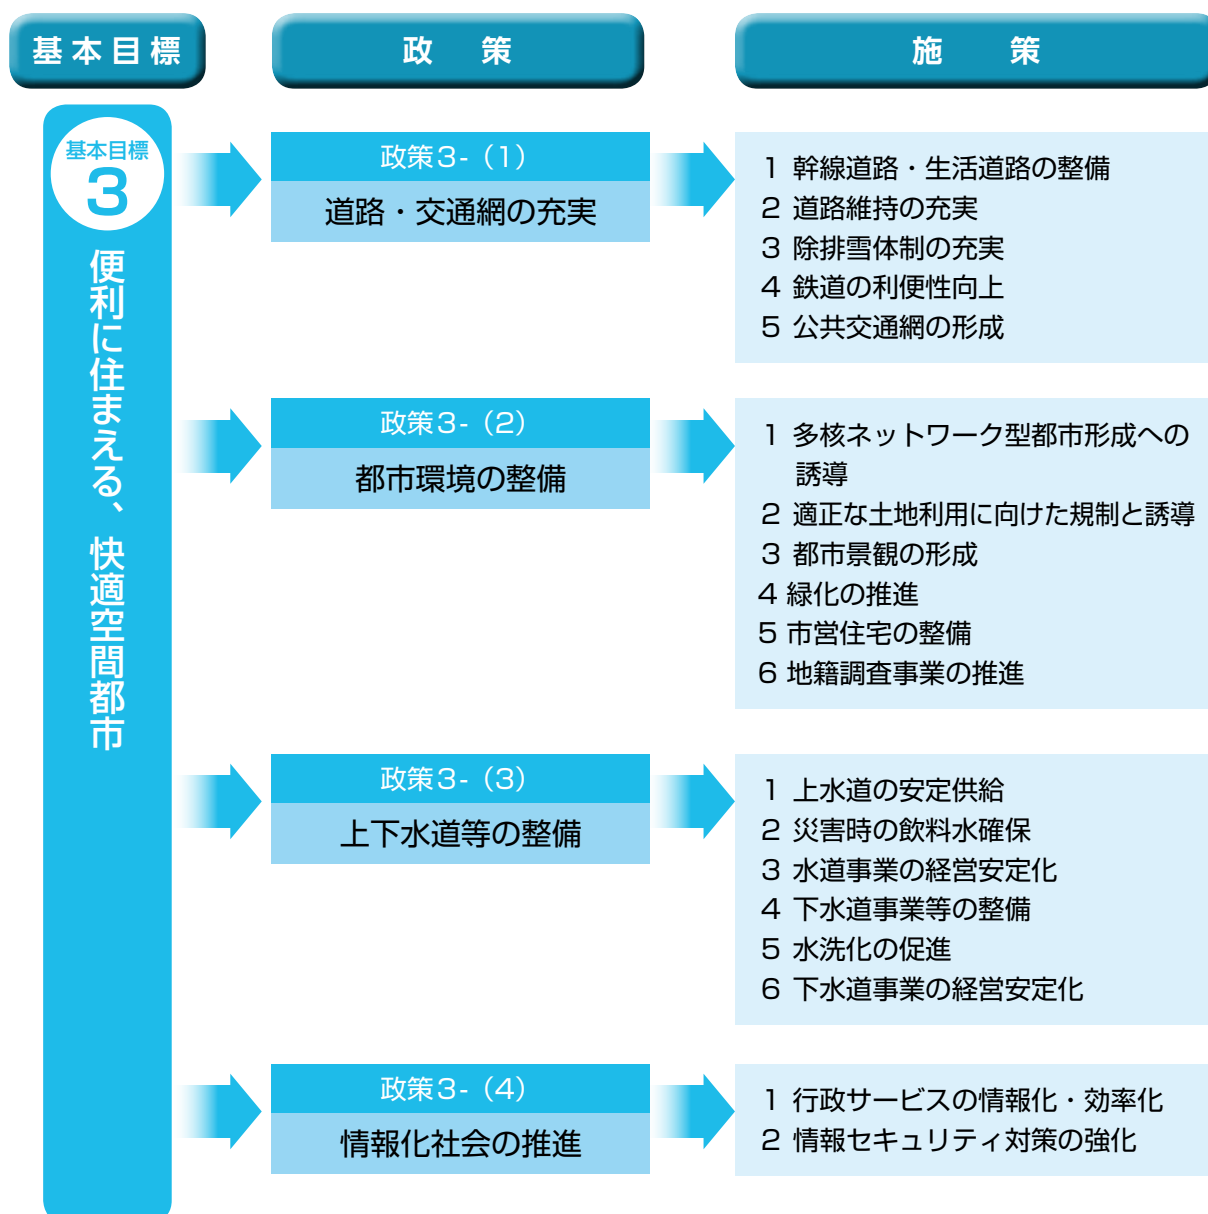 基本目標
政策
施策
基本目標
3
便利に住まえる、快適空間都市
政策3-（1）
道路・交通網の充実
1 幹線道路・生活道路の整備
2 道路維持の充実
3 除排雪体制の充実
4 鉄道の利便性向上
5 公共交通網の形成
政策3-（2）
都市環境の整備
1 多核ネットワーク型都市形成への
誘導
2 適正な土地利用に向けた規制と誘導
3 都市景観の形成
4 緑化の推進
5 市営住宅の整備
6 地籍調査事業の推進
政策3-（3）
上下水道等の整備
1 上水道の安定供給
2 災害時の飲料水確保
3 水道事業の経営安定化
4 下水道事業等の整備
5 水洗化の促進
6 下水道事業の経営安定化
政策3-（4）
情報化社会の推進
1 行政サービスの情報化・効率化
2 情報セキュリティ対策の強化